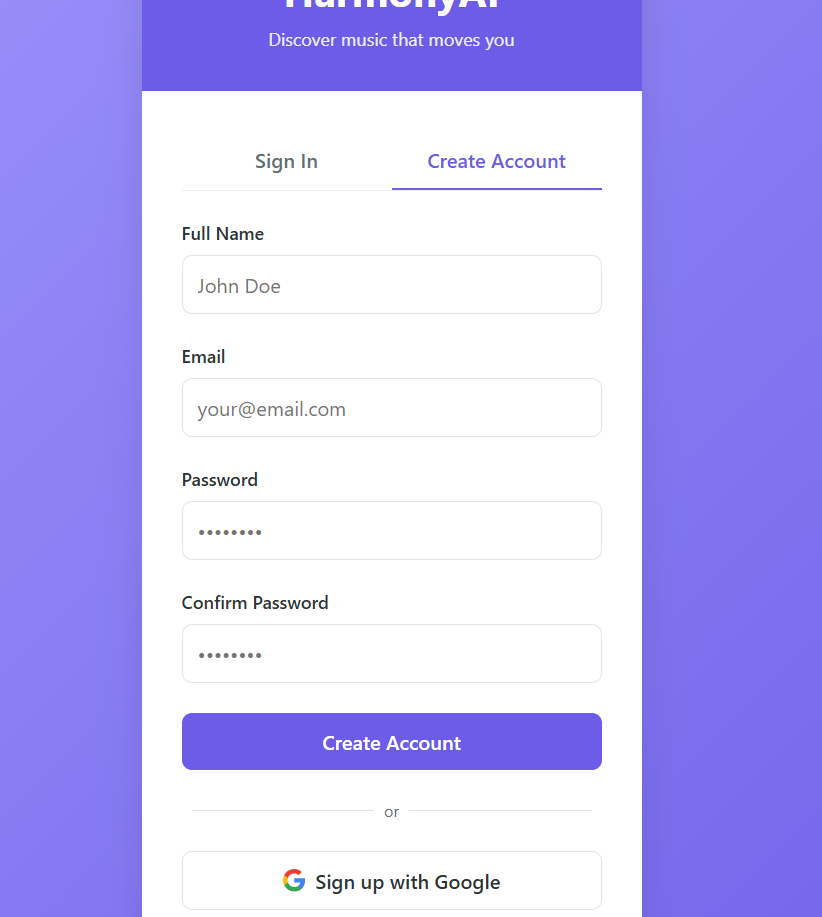 HarmonyAI
Discover music that moves you
Sign In
Create Account
Full Name
John Doe
Email
your@email.com
Password
••••••••
Confirm Password
••••••••
Create Account
or
Sign up with Google